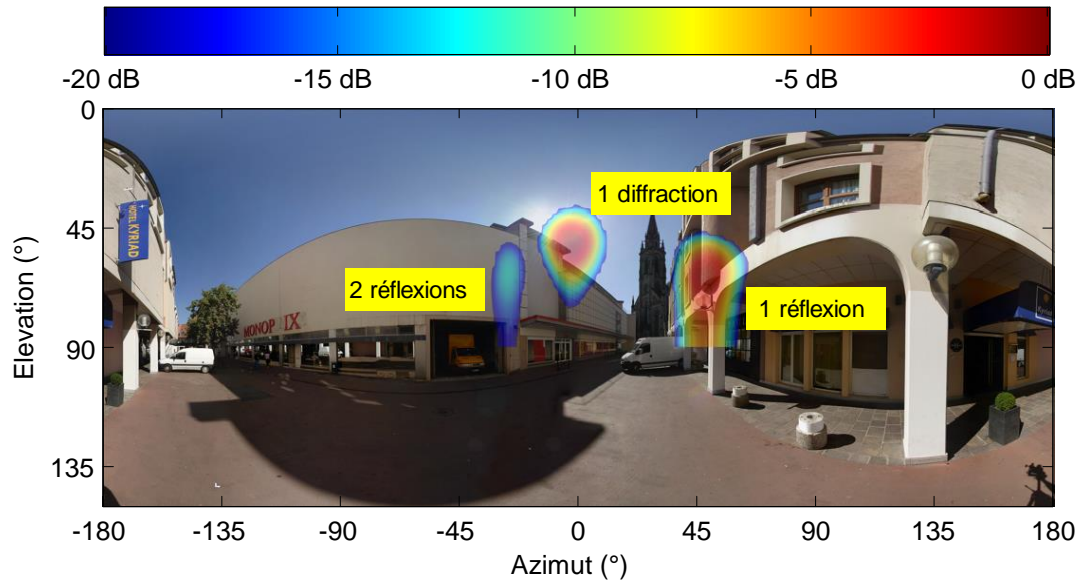 -20 dB -15 dB -10 dB -5 dB 0 dB
0
45
90
135
Elevation (°)
1 diffraction
2 réflexions
1 réflexion
HOTEL KYRIAD
MONOP IX
-180 -135 -90 -45 0 45 90 135 180
Azimut (°)